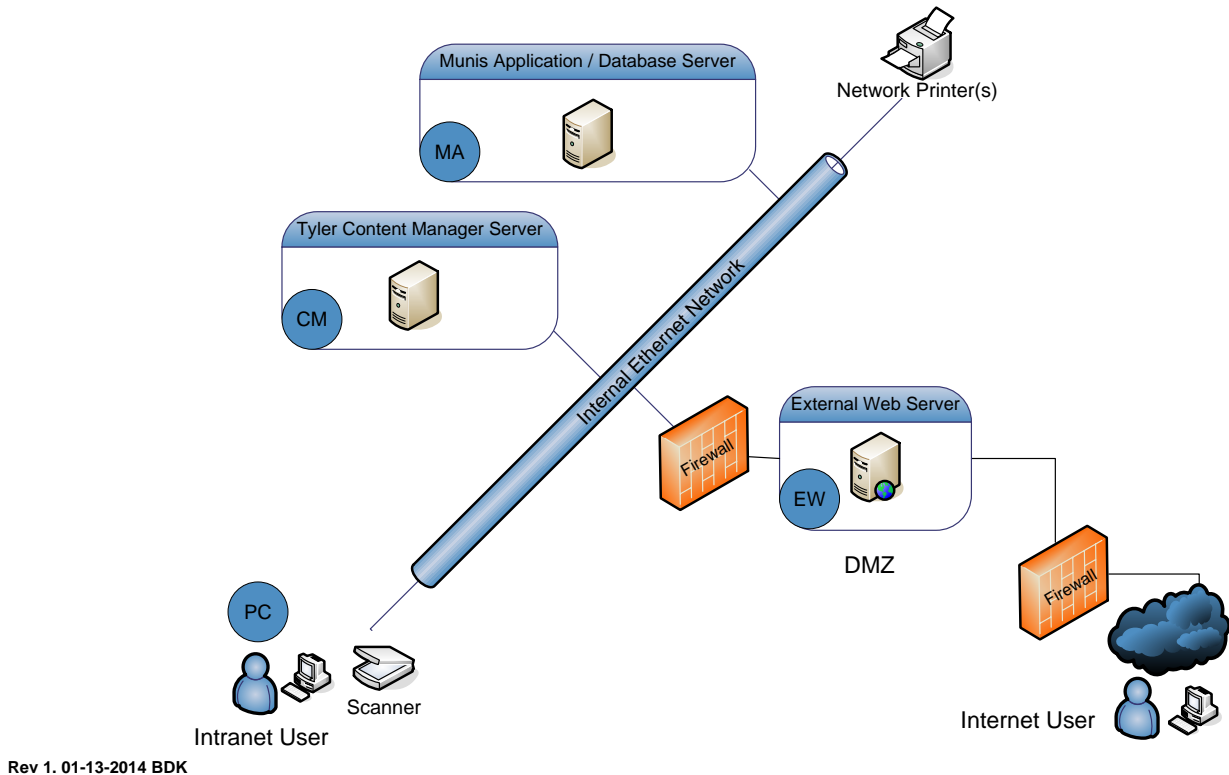 Munis Application / Database Server
MA
Network Printer(s)
Tyler Content Manager Server
CM
Internal Ethernet Network
Firewall
External Web Server
EW
DMZ
Firewall
PC
Scanner
Intranet User
Internet User
Rev 1. 01-13-2014 BDK